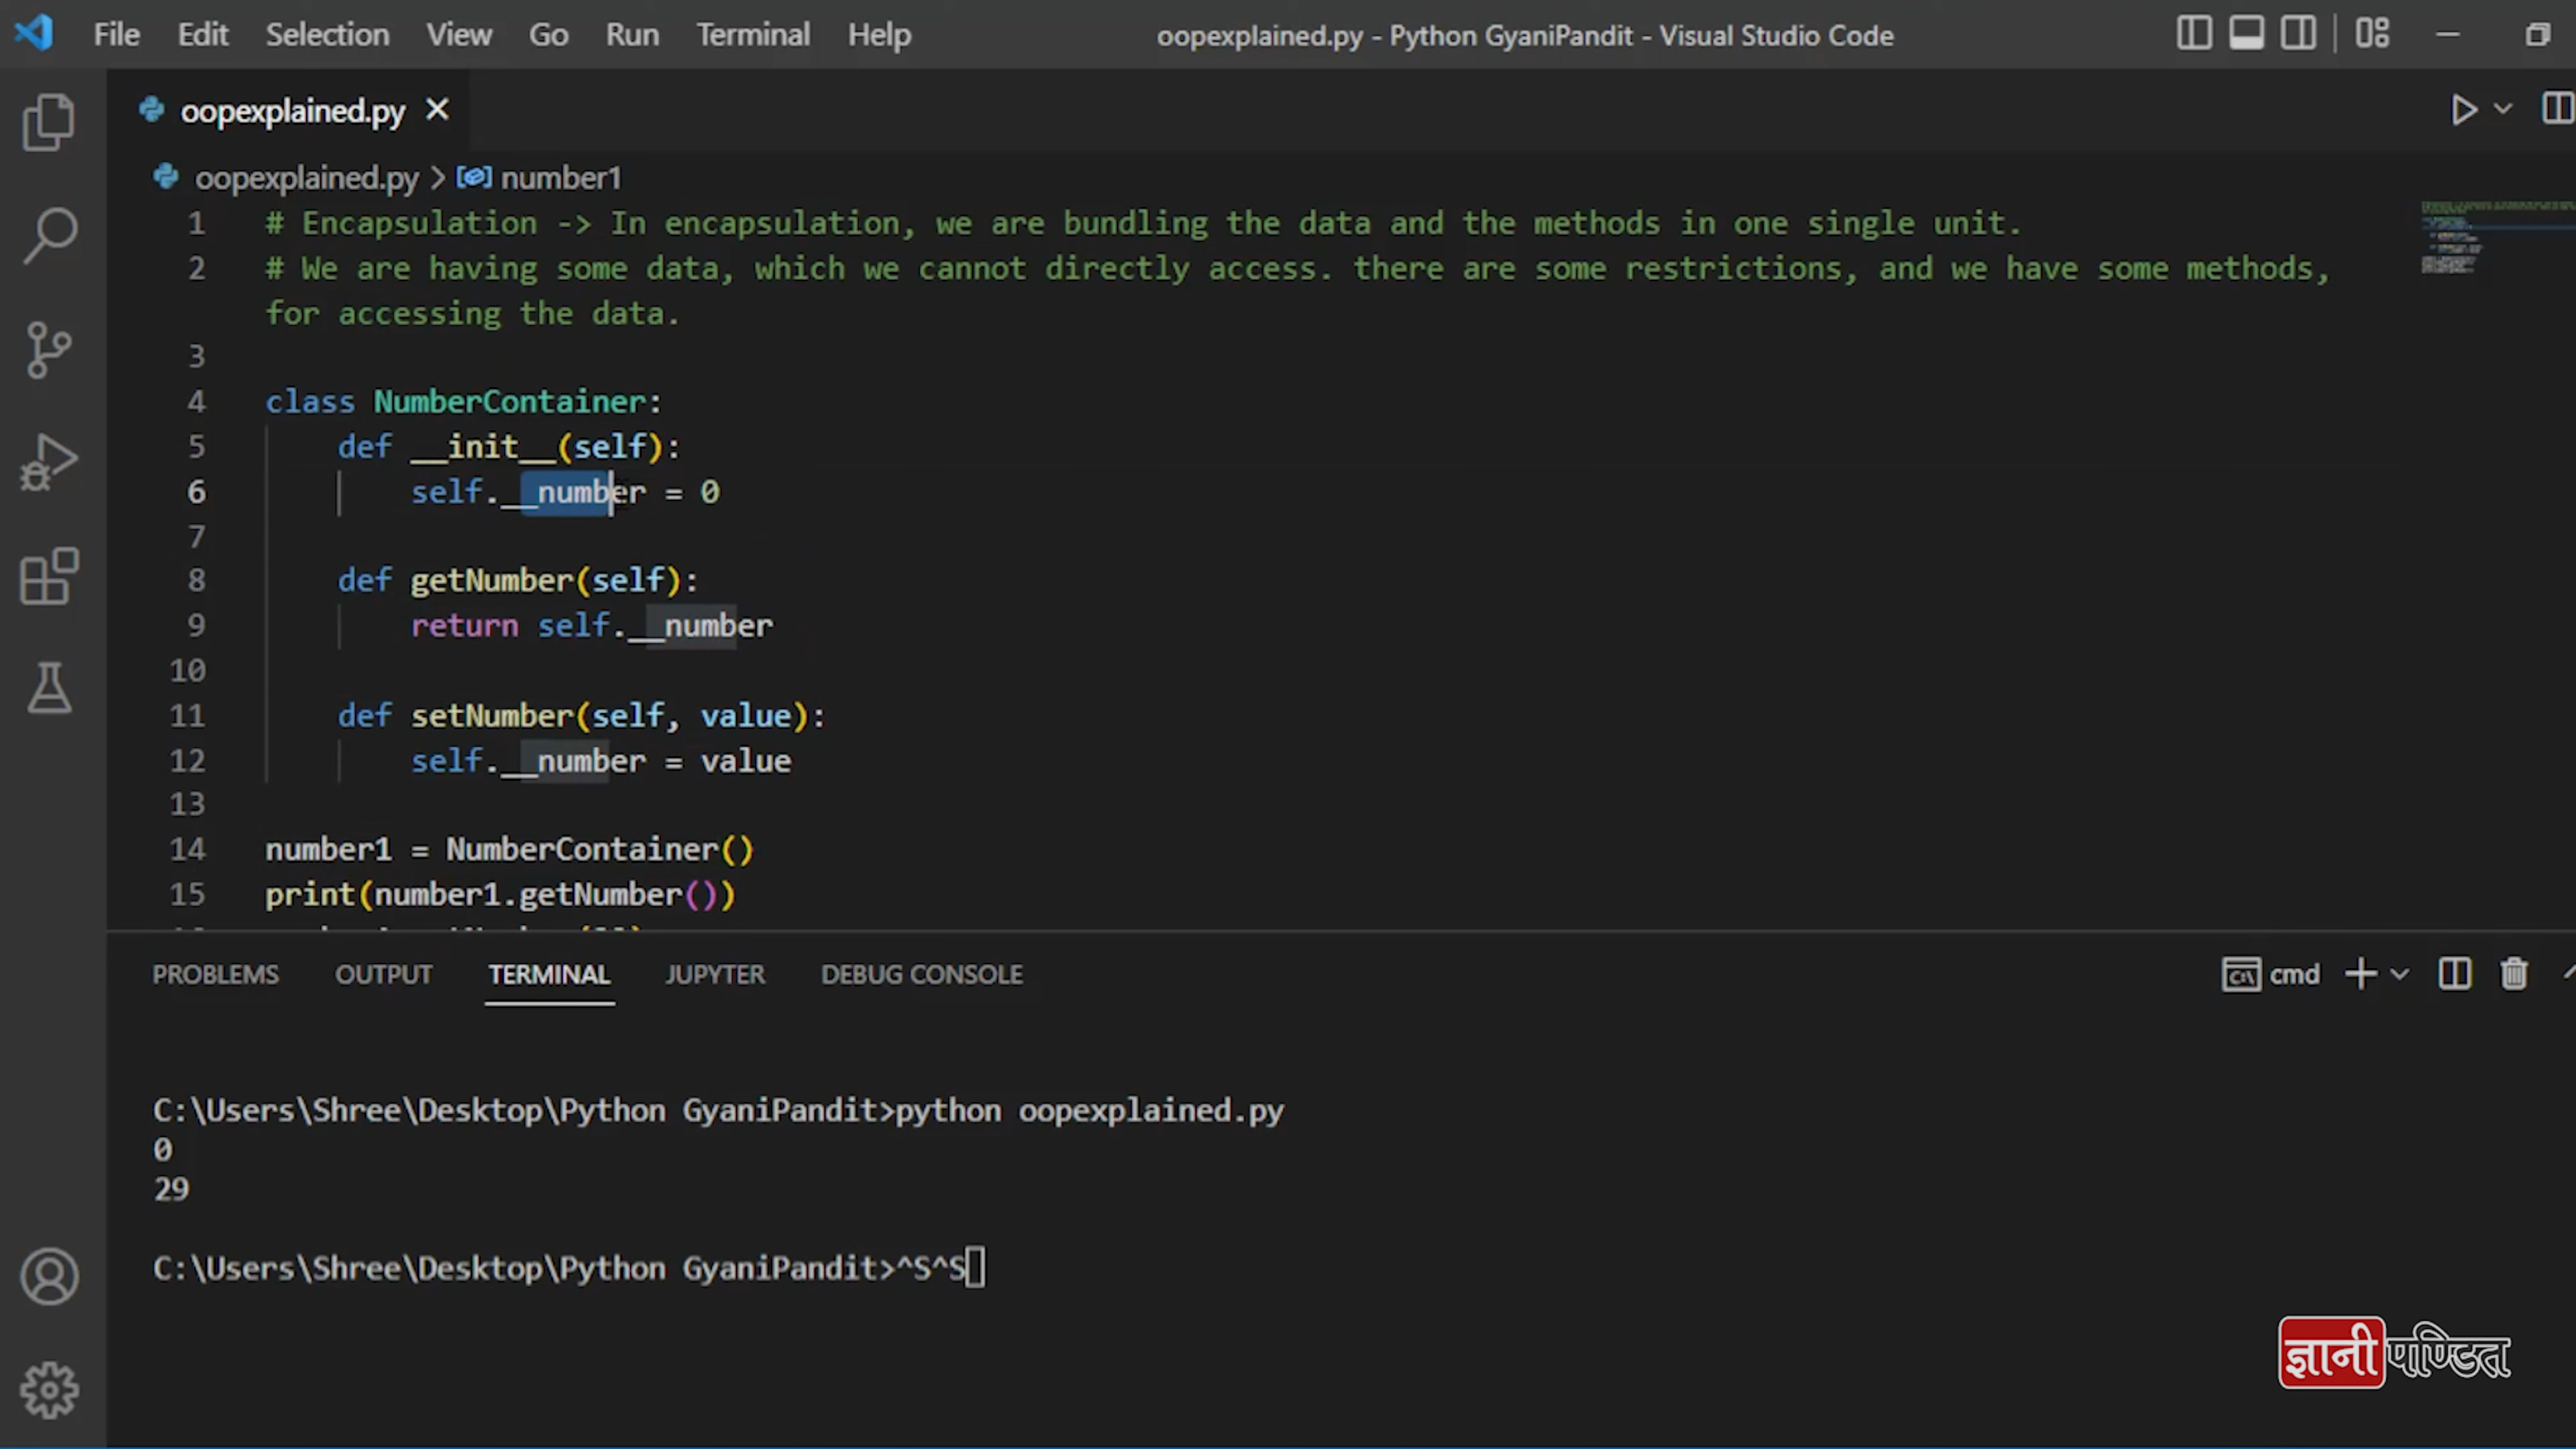 File Edit Selection View Go Run Terminal Help oopexplained.py - Python GyaniPandit - Visual Studio Code
oopexplained.py
oopexplained.py > number1
1 # Encapsulation -> In encapsulation, we are bundling the data and the methods in one single unit.
2 # We are having some data, which we cannot directly access. there are some restrictions, and we have some methods,
for accessing the data.
3
4 class NumberContainer:
5 def __init__(self):
6 self.__number = 0
7
8 def getNumber(self):
9 return self.__number
10
11 def setNumber(self, value):
12 self.__number = value
13
14 number1 = NumberContainer()
15 print(number1.getNumber())
PROBLEMS OUTPUT TERMINAL JUPYTER DEBUG CONSOLE cmd
C:\Users\Shree\Desktop\Python GyaniPandit>python oopexplained.py
0
29
C:\Users\Shree\Desktop\Python GyaniPandit>^S^S
ज्ञानी पण्डित